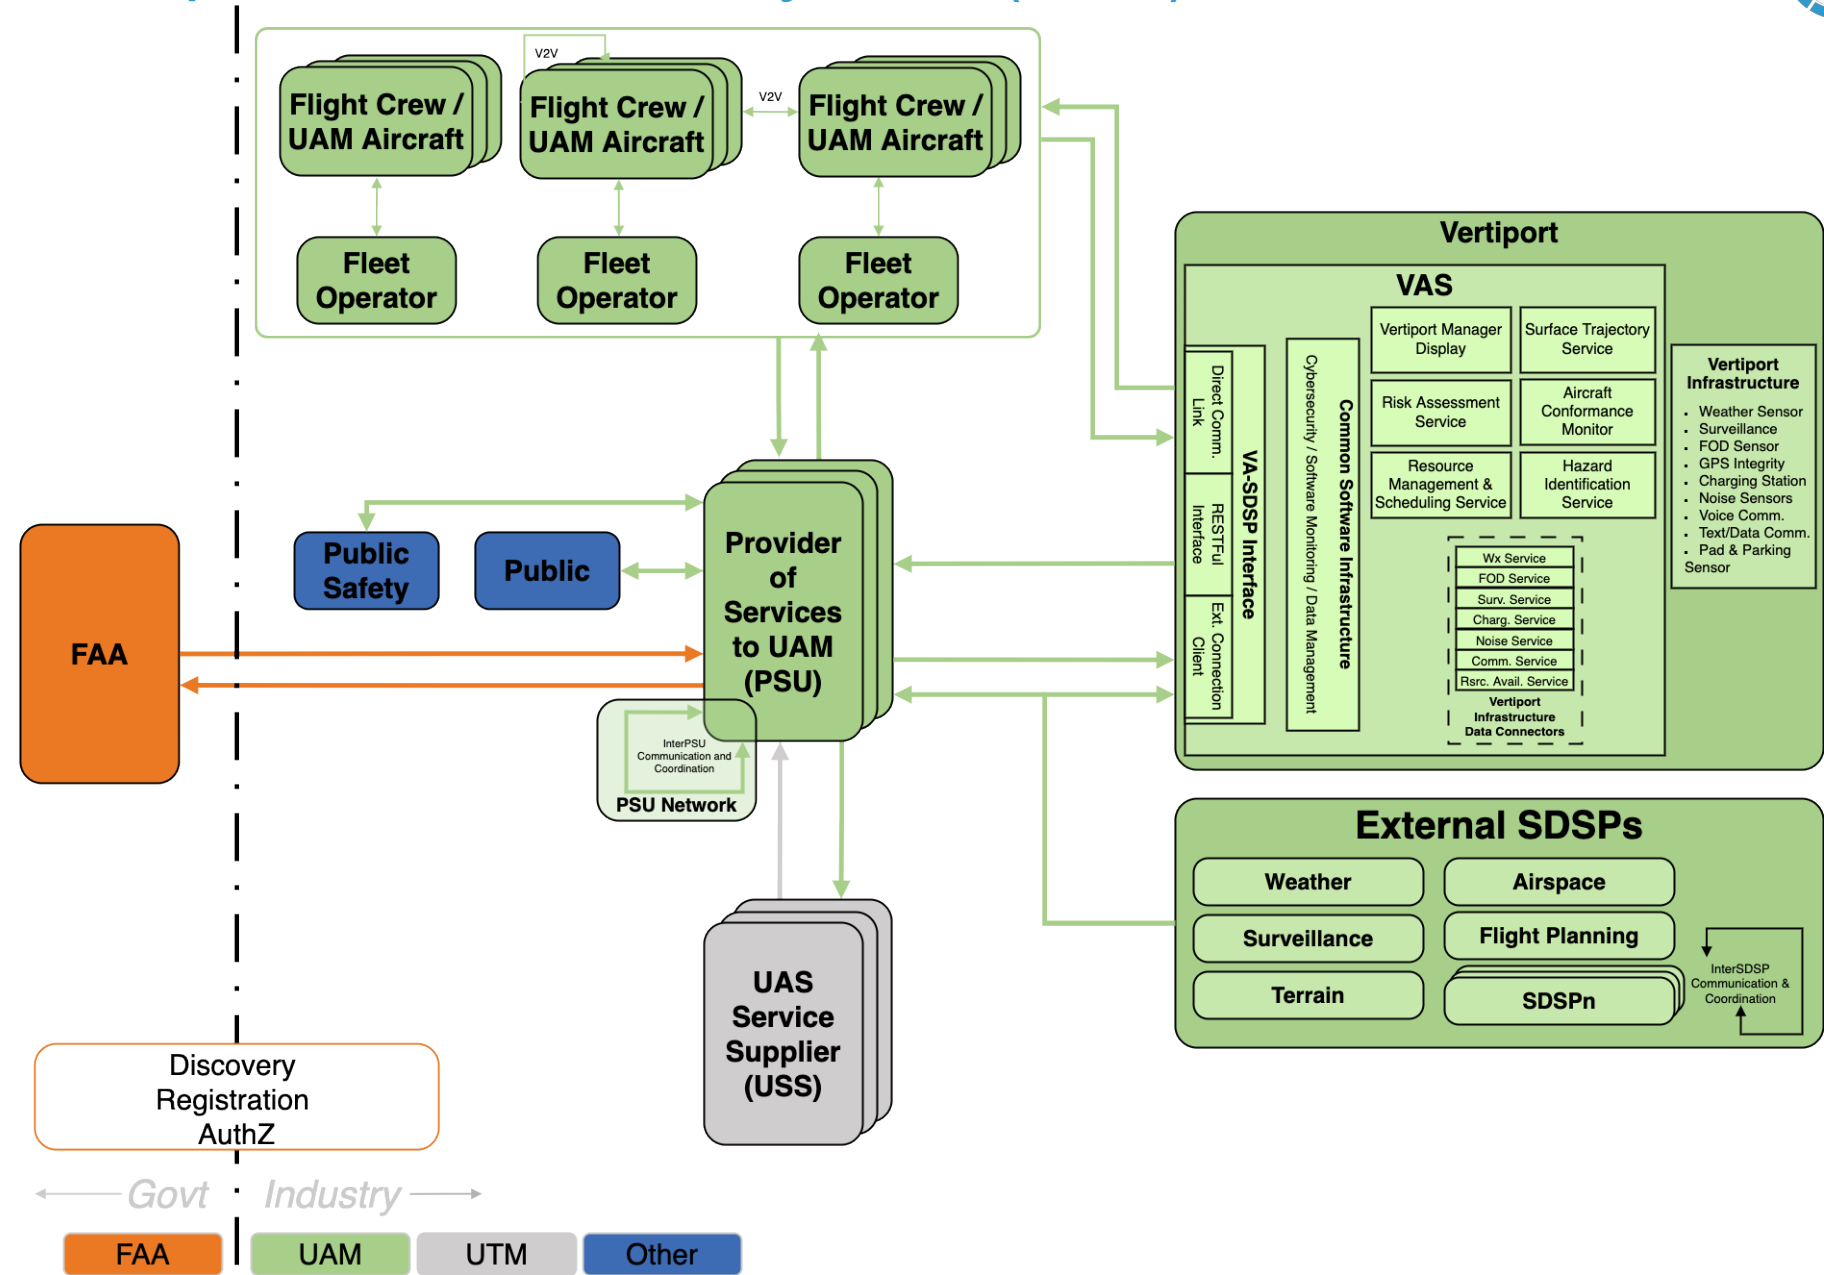 V2V
Flight Crew /
UAM Aircraft
Flight Crew /
UAM Aircraft
V2V
Flight Crew /
UAM Aircraft
Fleet
Operator
Fleet
Operator
Fleet
Operator
Vertiport
VAS
Vertiport Manager
Display
Surface Trajectory
Service
Risk Assessment
Service
Aircraft
Conformance
Monitor
Resource
Management &
Scheduling Service
Hazard
Identification
Service
Direct Comm.
Link
RESTFul
Interface
Ext. Connection
Client
VA-SDSP Interface
Common Software Infrastructure
Cybersecurity / Software Monitoring / Data Management
Wx Service
FOD Service
Surv. Service
Charg. Service
Noise Service
Comm. Service
Rsrc. Avail. Service
Vertiport
Infrastructure
Data Connectors
Vertiport
Infrastructure
• Weather Sensor
• Surveillance
• FOD Sensor
• GPS Integrity
• Charging Station
• Noise Sensors
• Voice Comm.
• Text/Data Comm.
• Pad & Parking
Sensor
FAA
Public
Safety
Public
Provider
of
Services
to UAM
(PSU)
InterPSU
Communication and
Coordination
PSU Network
UAS
Service
Supplier
(USS)
External SDSPs
Weather
Airspace
Surveillance
Flight Planning
Terrain
SDSPn
InterSDSP
Communication &
Coordination
Discovery
Registration
AuthZ
Govt
Industry
FAA
UAM
UTM
Other